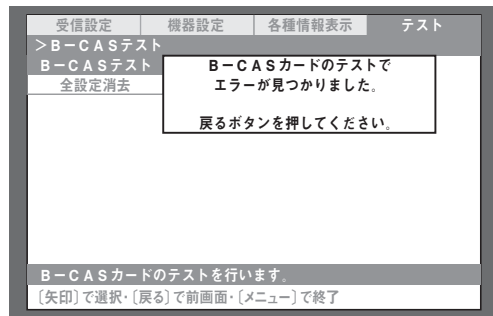 受信設定 機器設定 各種情報表示 テスト
＞B－CASテスト
B－CASテスト
全設定消去
B－CASカードのテストで
エラーが見つかりました。
戻るボタンを押してください。
B－CASカードのテストを行います。
〔矢印〕で選択・〔戻る〕で前画面・〔メニュー〕で終了